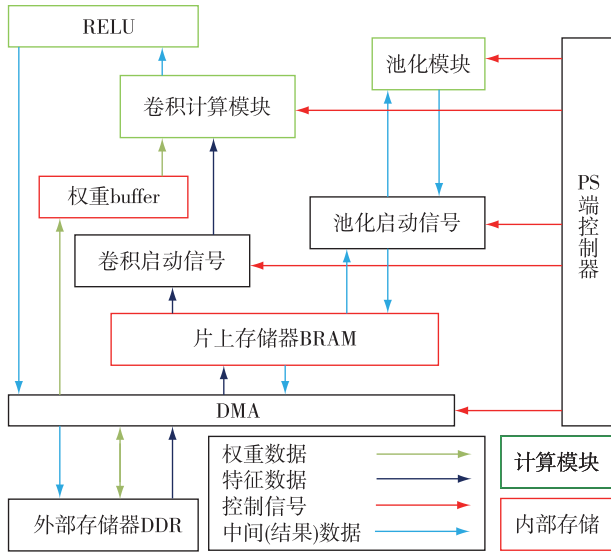 RELU
池化模块
卷积计算模块
权重buffer
池化启动信号
PS
端
控
制
器
卷积启动信号
片上存储器BRAM
DMA
权重数据
特征数据
控制信号
中间(结果)数据
计算模块
内部存储
外部存储器DDR